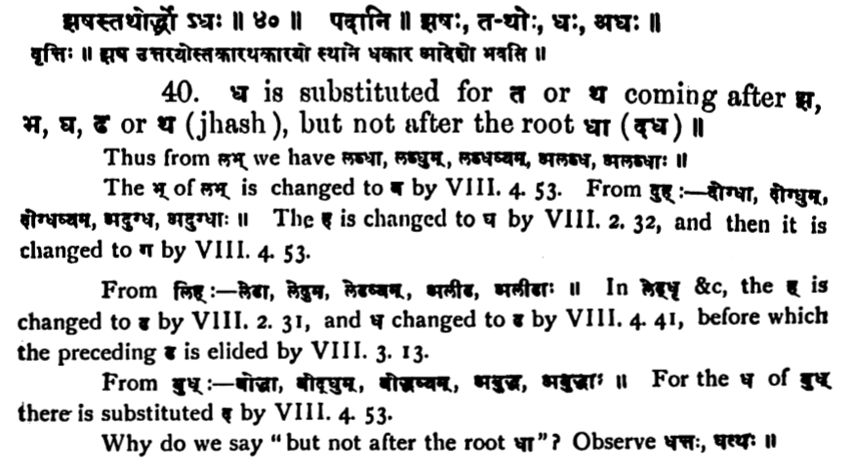 झषस्तथोर्द्धो ऽधः ॥ ४० ॥ पदानि ॥ झषः, त-थोः, धः, अधः ॥
वृत्तिः ॥ झष उत्तरयोस्तकारथकारयो स्थाने धकार आदेशो भवति ॥
40. ध is substituted for त or थ coming after झ,
भ, घ, ढ or थ (jhash), but not after the root धा (दध) ॥
Thus from लभ् we have लब्धा, लब्धुम्, लब्धव्यम्, अलब्ध, अलब्धाः ॥
The भ् of लभ् is changed to ब by VIII. 4. 53. From दुह् :—दोग्धा, दोग्धुम्,
दोग्धव्यम्, अदुग्ध, अदुग्धाः ॥ The ह is changed to घ by VIII. 2. 32, and then it is
changed to ग by VIII. 4. 53.
From लिह् :—लेढा, लेढुम, लेढव्यम्, अलीढ, अलीढाः ॥ In &c, the ह् is
changed to ढ by VIII. 2. 31, and ध changed to ढ by VIII. 4. 41, before which
the preceding ढ is elided by VIII. 3. 13.
From बुध् :—बोद्धा, बोद्धुम्, बोद्धव्यम्, अबुद्ध, अबुद्धाः ॥ For the ध of बुध्
there is substituted द् by VIII. 4. 53.
Why do we say "but not after the root धा"? Observe धत्तः, धत्थः ॥